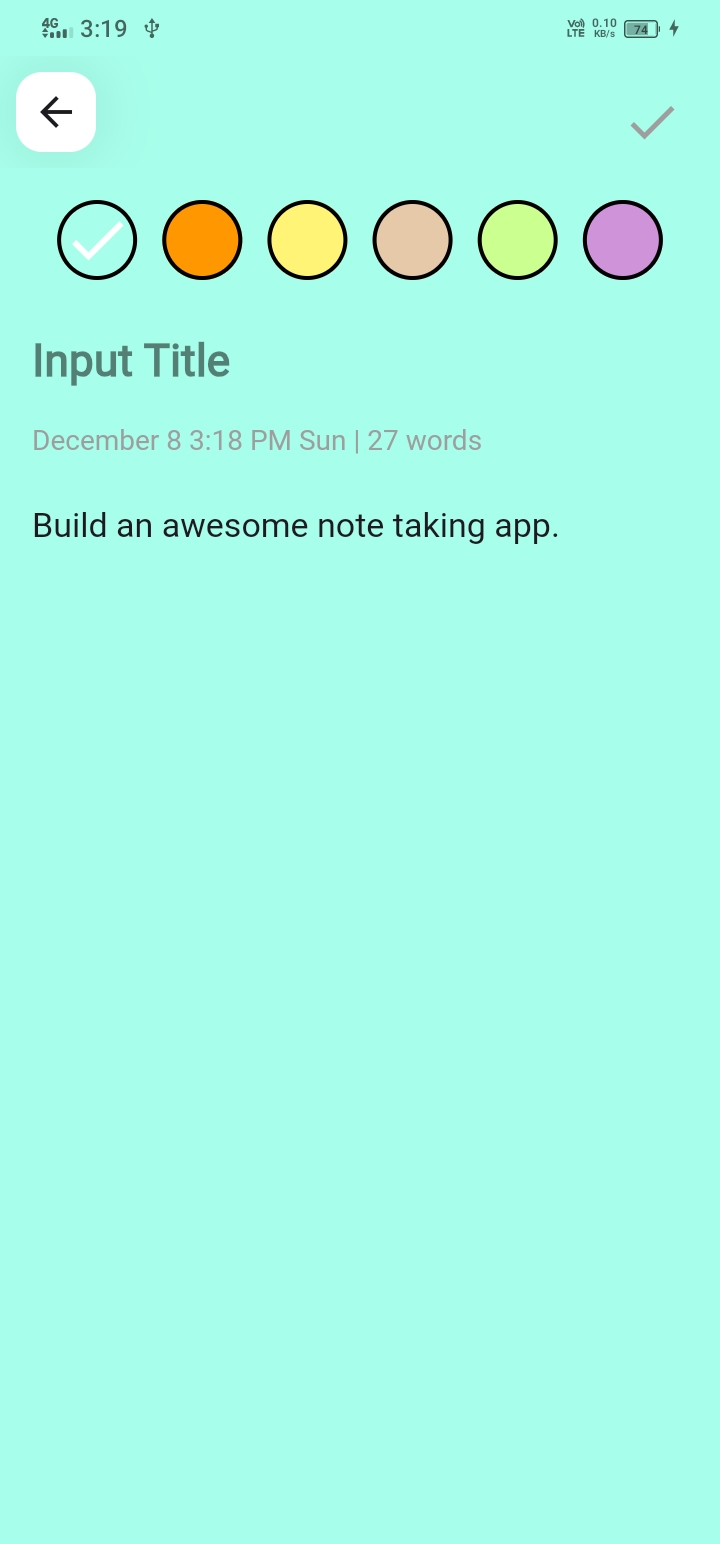 4G 3:19 Vo) LTE 0.10 KB/s 74
Input Title
December 8 3:18 PM Sun | 27 words
Build an awesome note taking app.